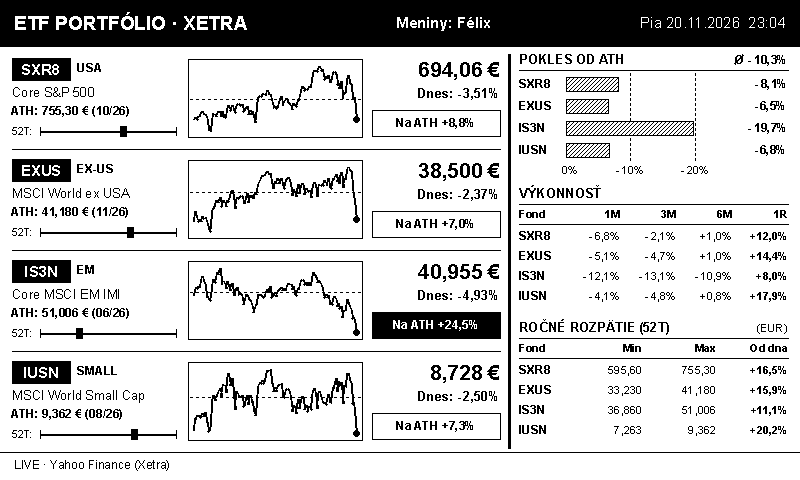 ETF PORTFÓLIO · XETRA
Meniny: Félix
Pia 20.11.2026 23:04
SXR8 USA
Core S&P 500
ATH: 755,30 € (10/26)
52T:
694,06 €
Dnes: -3,51%
Na ATH +8,8%
EXUS EX-US
MSCI World ex USA
ATH: 41,180 € (11/26)
52T:
38,500 €
Dnes: -2,37%
Na ATH +7,0%
IS3N EM
Core MSCI EM IMI
ATH: 51,006 € (06/26)
52T:
40,955 €
Dnes: -4,93%
Na ATH +24,5%
IUSN SMALL
MSCI World Small Cap
ATH: 9,362 € (08/26)
52T:
8,728 €
Dnes: -2,50%
Na ATH +7,3%
POKLES OD ATH Ø -10,3%
SXR8 -8,1%
EXUS -6,5%
IS3N -19,7%
IUSN -6,8%
0% -10% -20%
VÝKONNOSŤ
Fond 1M 3M 6M 1R
SXR8 -6,8% -2,1% +1,0% +12,0%
EXUS -5,1% -4,7% +1,0% +14,4%
IS3N -12,1% -13,1% -10,9% +8,0%
IUSN -4,1% -4,8% +0,8% +17,9%
ROČNÉ ROZPÄTIE (52T) (EUR)
Fond Min Max Od dna
SXR8 595,60 755,30 +16,5%
EXUS 33,230 41,180 +15,9%
IS3N 36,860 51,006 +11,1%
IUSN 7,263 9,362 +20,2%
LIVE · Yahoo Finance (Xetra)